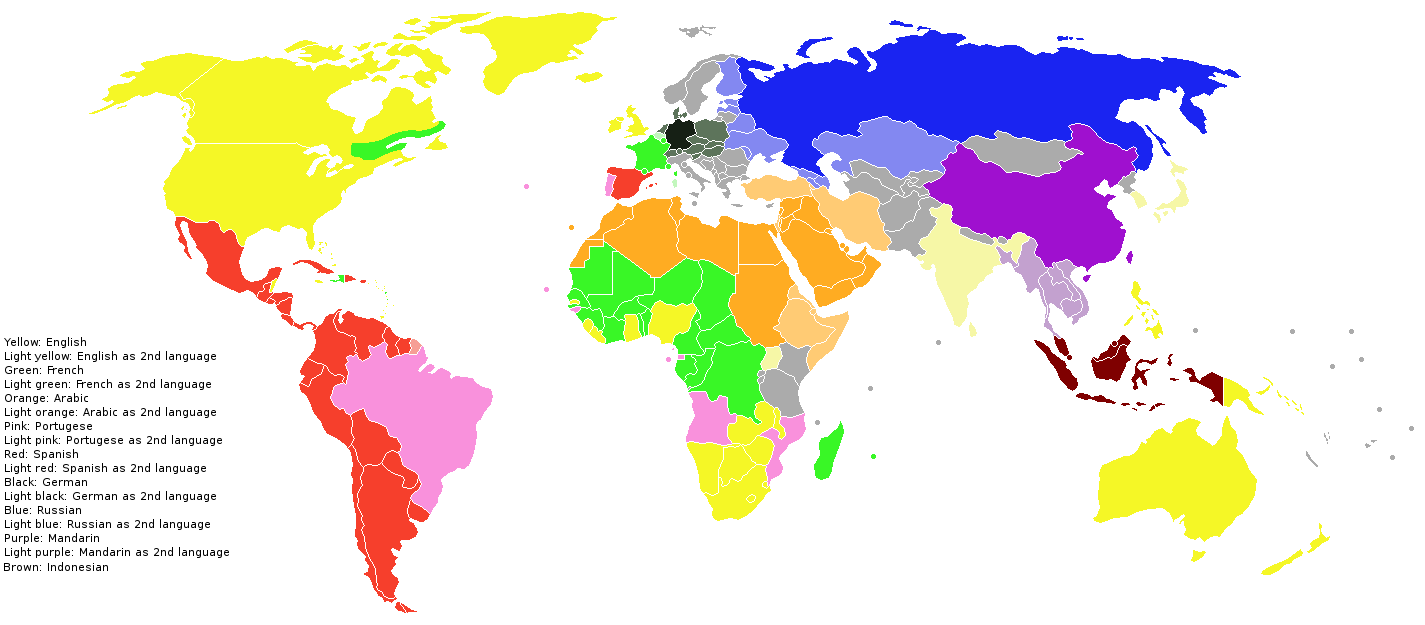 Yellow: English
Light yellow: English as 2nd language
Green: French
Light green: French as 2nd language
Orange: Arabic
Light orange: Arabic as 2nd language
Pink: Portugese
Light pink: Portugese as 2nd language
Red: Spanish
Light red: Spanish as 2nd language
Black: German
Light black: German as 2nd language
Blue: Russian
Light blue: Russian as 2nd language
Purple: Mandarin
Light purple: Mandarin as 2nd language
Brown: Indonesian